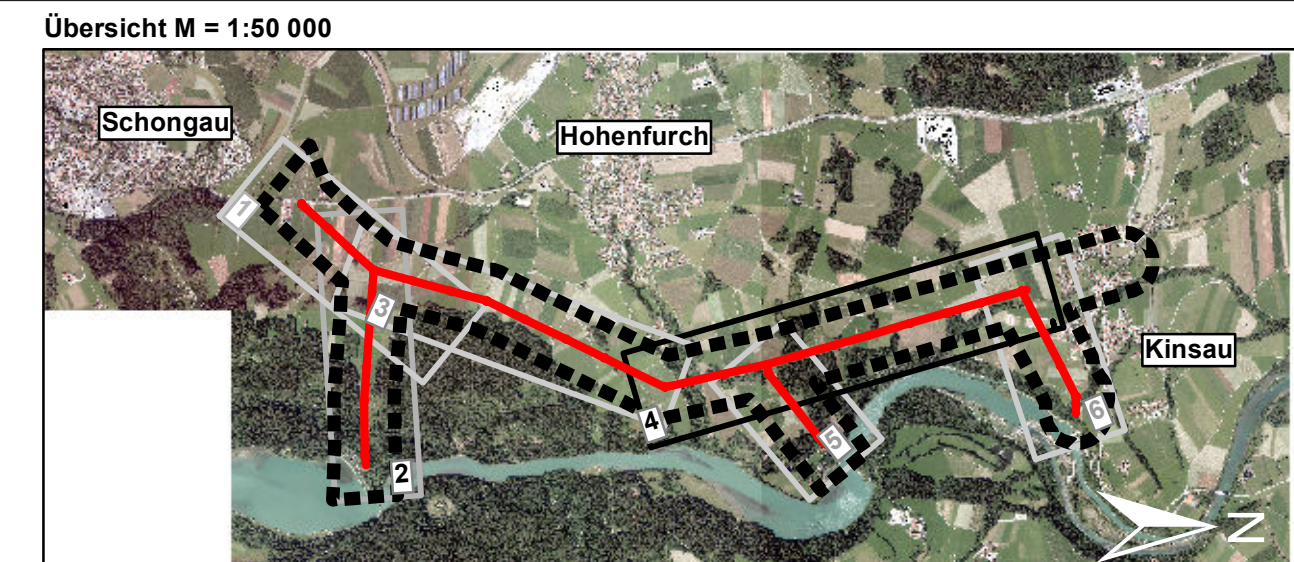 Übersicht M = 1:50 000
Schongau
Hohenfurch
1
3
Kinsau
4
5
6
2
N